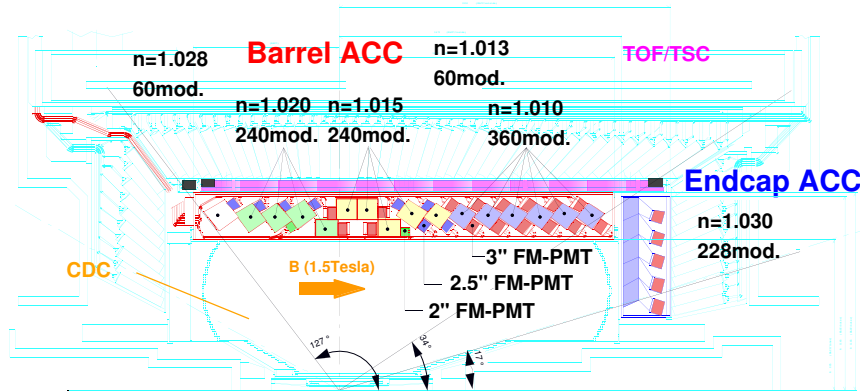 Barrel ACC
n=1.028
60mod.
n=1.013
60mod.
TOF/TSC
n=1.020
240mod.
n=1.015
240mod.
n=1.010
360mod.
Endcap ACC
n=1.030
228mod.
CDC
B (1.5Tesla)
3" FM-PMT
2.5" FM-PMT
2" FM-PMT
127°
34°
17°